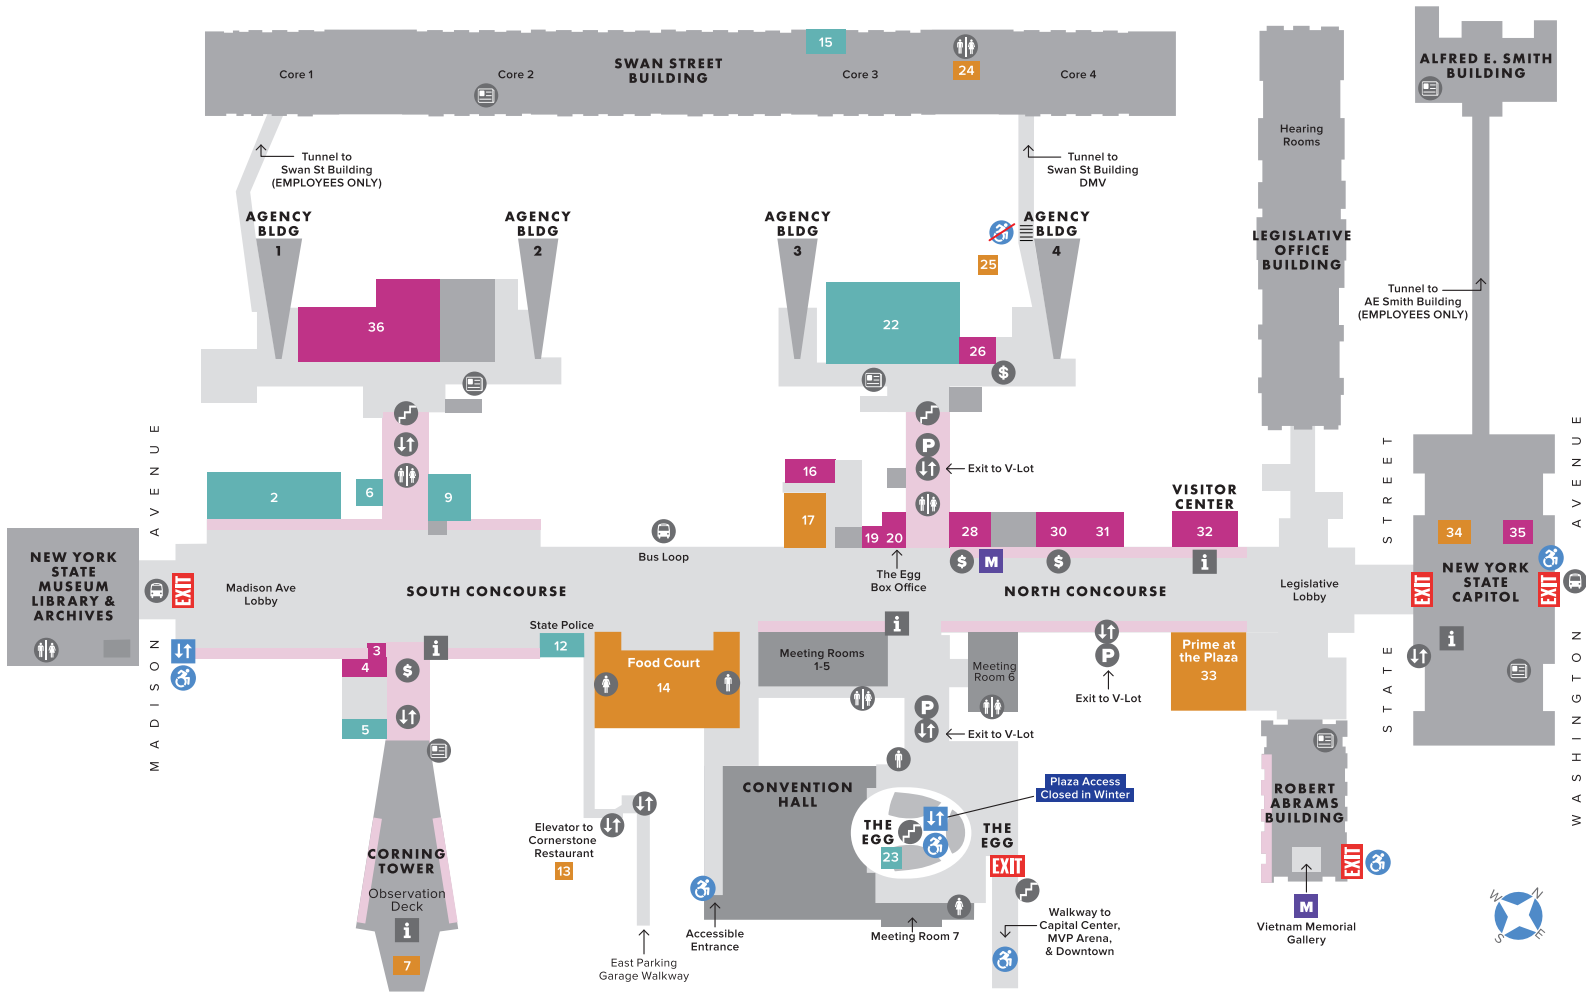 SWAN STREET
BUILDING
Core 1
Core 2
Core 3
Core 4
15
24
ALFRED E. SMITH
BUILDING
Hearing
Rooms
Tunnel to
Swan St Building
(EMPLOYEES ONLY)
Tunnel to
Swan St Building
DMV
AGENCY
BLDG
1
AGENCY
BLDG
2
AGENCY
BLDG
3
AGENCY
BLDG
4
25
LEGISLATIVE
OFFICE
BUILDING
Tunnel to
AE Smith Building
(EMPLOYEES ONLY)
36
22
26
$
MADISON AVENUE
STATE STREET
WASHINGTON AVENUE
2
6
9
16
17
19
20
P
Exit to V-Lot
28
30
31
VISITOR
CENTER
32
34
35
$
M
$
i
NEW YORK
STATE
MUSEUM
LIBRARY &
ARCHIVES
EXIT
Madison Ave
Lobby
SOUTH CONCOURSE
Bus Loop
The Egg
Box Office
NORTH CONCOURSE
Legislative
Lobby
EXIT
NEW YORK
STATE
CAPITOL
EXIT
i
3
4
5
$
i
State Police
12
Food Court
14
Meeting Rooms
1-5
i
Meeting
Room 6
P
Exit to V-Lot
Prime at
the Plaza
33
P
Exit to V-Lot
CONVENTION
HALL
Plaza Access
Closed in Winter
THE
EGG
23
THE
EGG
EXIT
ROBERT
ABRAMS
BUILDING
EXIT
M
Vietnam Memorial
Gallery
Elevator to
Cornerstone
Restaurant
13
CORNING
TOWER
Observation
Deck
i
7
East Parking
Garage Walkway
Accessible
Entrance
Meeting Room 7
Walkway to
Capital Center,
MVP Arena,
& Downtown
W
N
S
E